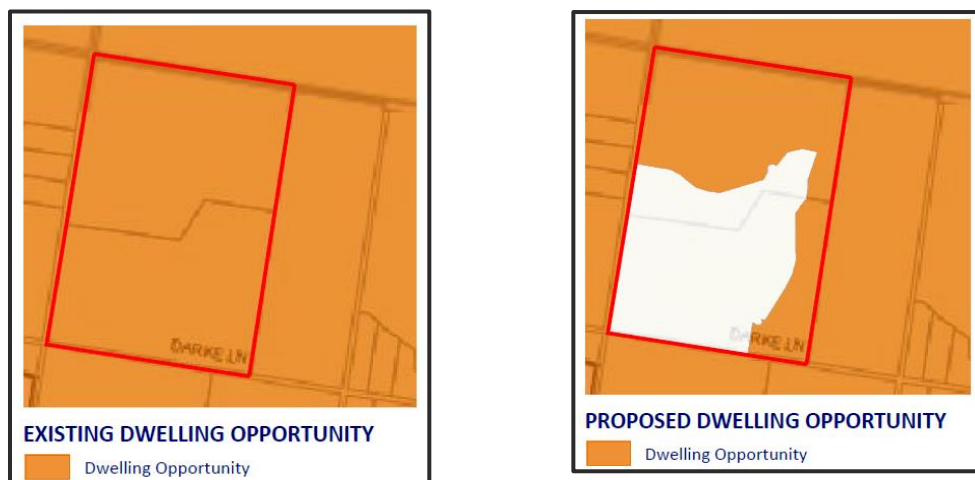 DARKE LN
EXISTING DWELLING OPPORTUNITY
Dwelling Opportunity
DARKE LN
PROPOSED DWELLING OPPORTUNITY
Dwelling Opportunity